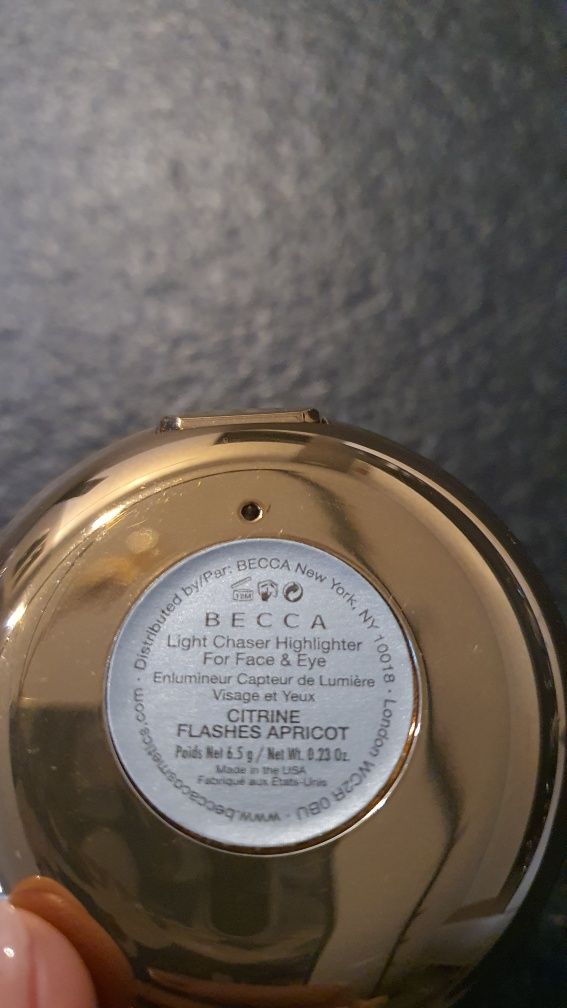 Distributed by/Par: BECCA New York, NY 10018 · London WC2R 0BU · www.beccacosmetics.com ·
12M
BECCA
Light Chaser Highlighter
For Face & Eye
Enlumineur Capteur de Lumière
Visage et Yeux
CITRINE
FLASHES APRICOT
Poids Net 6.5 g / Net Wt. 0.23 Oz.
Made in the USA
Fabriqué aux États-Unis